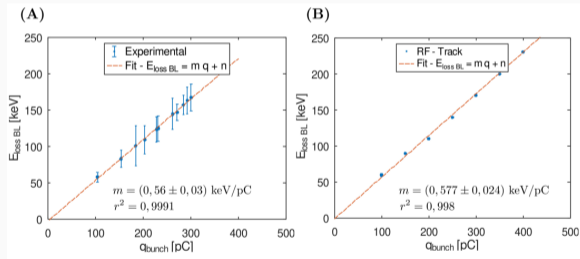 (A)
250
200
150
100
50
0
E_loss BL [keV]
Experimental
Fit - E_loss BL = m q + n
m = (0, 56 ± 0, 03) keV/pC
r² = 0, 9991
0 100 200 300 400 500
q_bunch [pC]
(B)
250
200
150
100
50
0
E_loss BL [keV]
RF - Track
Fit - E_loss BL = m q + n
m = (0, 577 ± 0, 024) keV/pC
r² = 0, 998
0 100 200 300 400 500
q_bunch [pC]